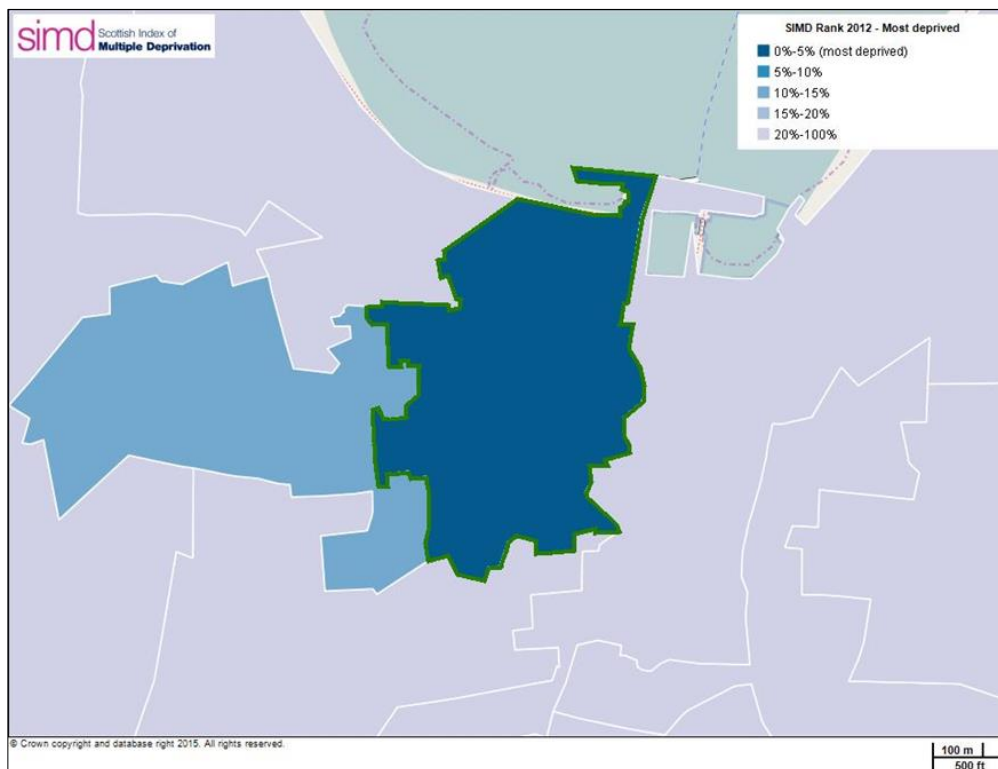 simd
Scottish Index of
Multiple Deprivation
SIMD Rank 2012 - Most deprived
0%-5% (most deprived)
5%-10%
10%-15%
15%-20%
20%-100%
© Crown copyright and database right 2015. All rights reserved.
100 m
500 ft